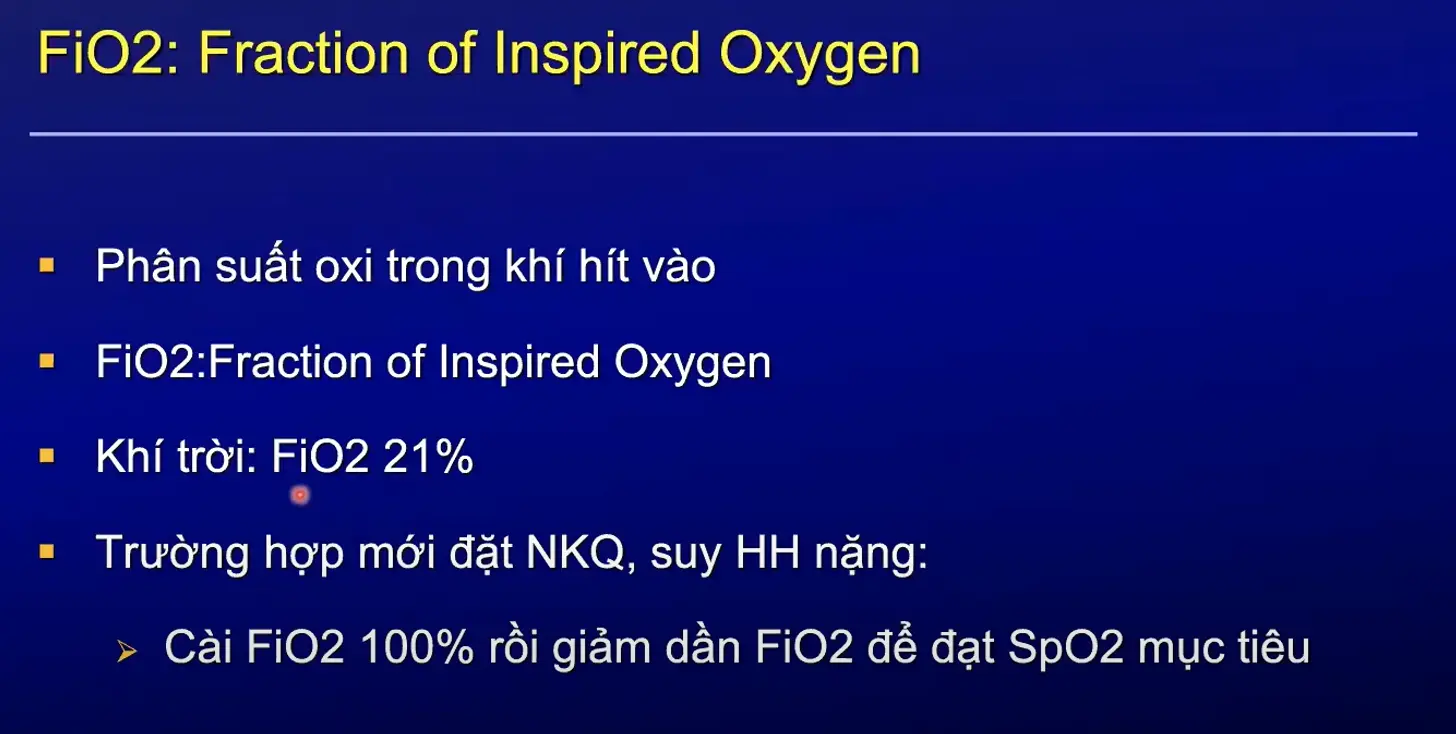 FiO2: Fraction of Inspired Oxygen
Phân suất oxi trong khí hít vào
FiO2:Fraction of Inspired Oxygen
Khí trời: FiO2 21%
Trường hợp mới đặt NKQ, suy HH nặng:
Cài FiO2 100% rồi giảm dần FiO2 để đạt SpO2 mục tiêu